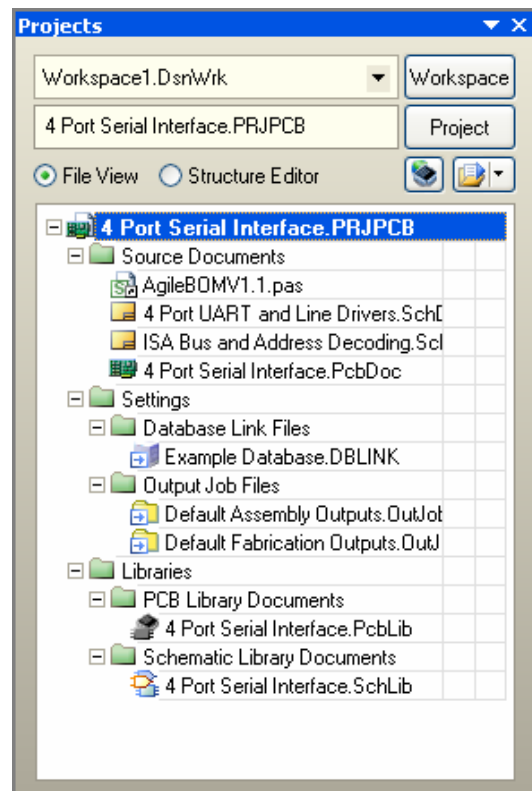 Projects
Workspace1.DsnWrk
Workspace
4 Port Serial Interface.PRJPCB
Project
File View
Structure Editor
4 Port Serial Interface.PRJPCB
Source Documents
AgileBOMV1.1.pas
4 Port UART and Line Drivers.Sch
ISA Bus and Address Decoding.Scl
4 Port Serial Interface.PcbDoc
Settings
Database Link Files
Example Database.DBLINK
Output Job Files
Default Assembly Outputs.OutJot
Default Fabrication Outputs.OutJ
Libraries
PCB Library Documents
4 Port Serial Interface.PcbLib
Schematic Library Documents
4 Port Serial Interface.SchLib